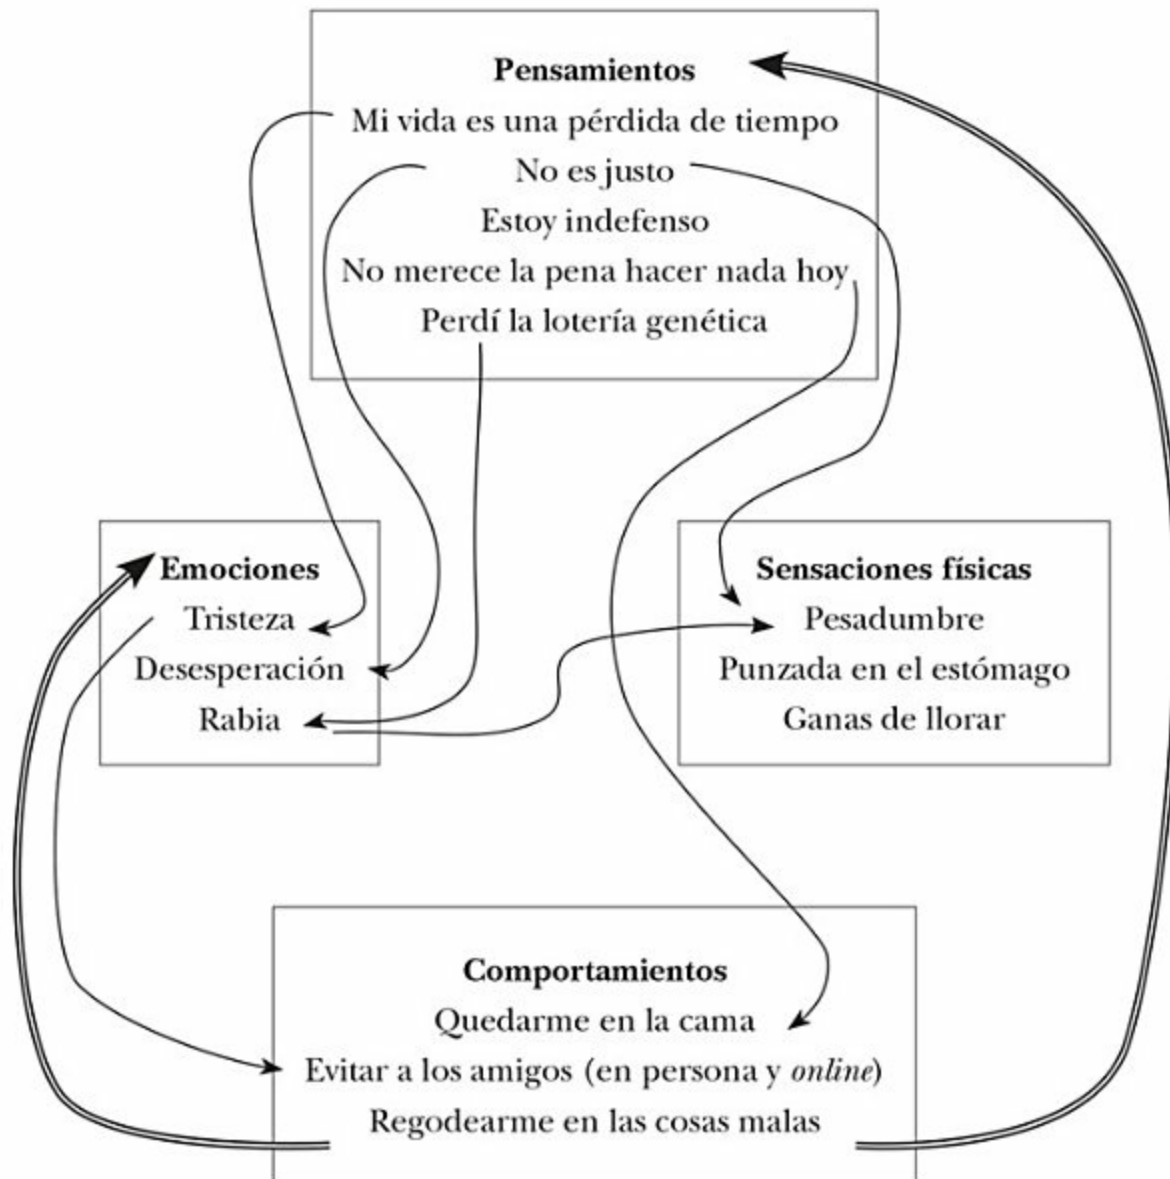 Pensamientos
Mi vida es una pérdida de tiempo
No es justo
Estoy indefenso
No merece la pena hacer nada hoy
Perdí la lotería genética
Emociones
Tristeza
Desesperación
Rabia
Sensaciones físicas
Pesadumbre
Punzada en el estómago
Ganas de llorar
Comportamientos
Quedarme en la cama
Evitar a los amigos (en persona y online)
Regodearme en las cosas malas